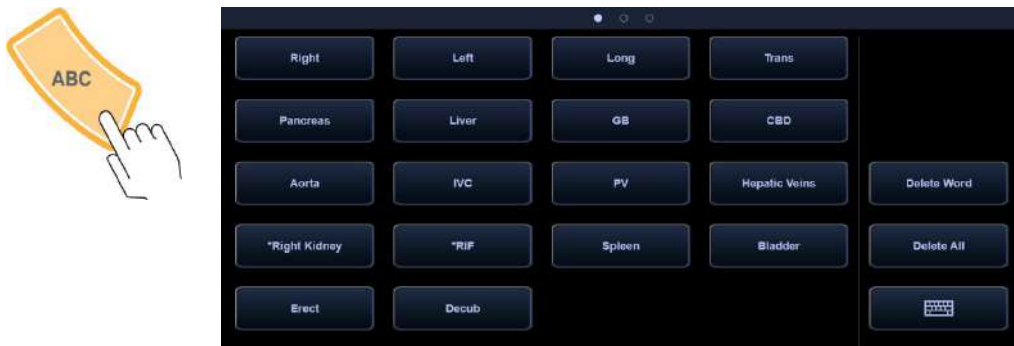 ABC
Right Left Long Trans
Pancreas Liver GB CBD
Aorta IVC PV Hepatic Veins Delete Word
*Right Kidney *RIF Spleen Bladder Delete All
Erect Decub